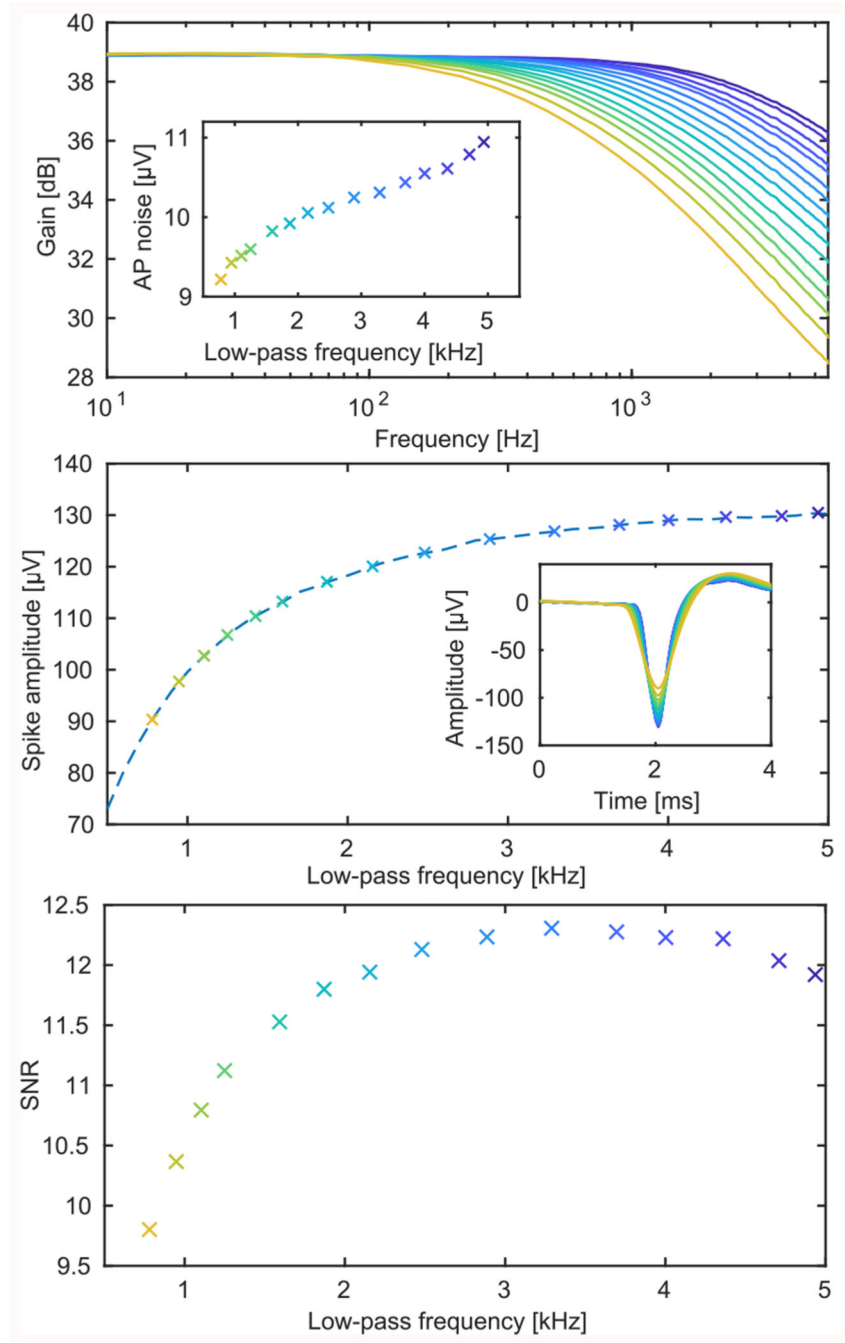 40
38
36
34
32
30
28
Gain [dB]
11
10
9
AP noise [µV]
1 2 3 4 5
Low-pass frequency [kHz]
10¹ 10² 10³
Frequency [Hz]
140
130
120
110
100
90
80
70
Spike amplitude [µV]
0
-50
-100
-150
Amplitude [µV]
0 2 4
Time [ms]
1 2 3 4 5
Low-pass frequency [kHz]
12.5
12
11.5
11
10.5
10
9.5
SNR
1 2 3 4 5
Low-pass frequency [kHz]